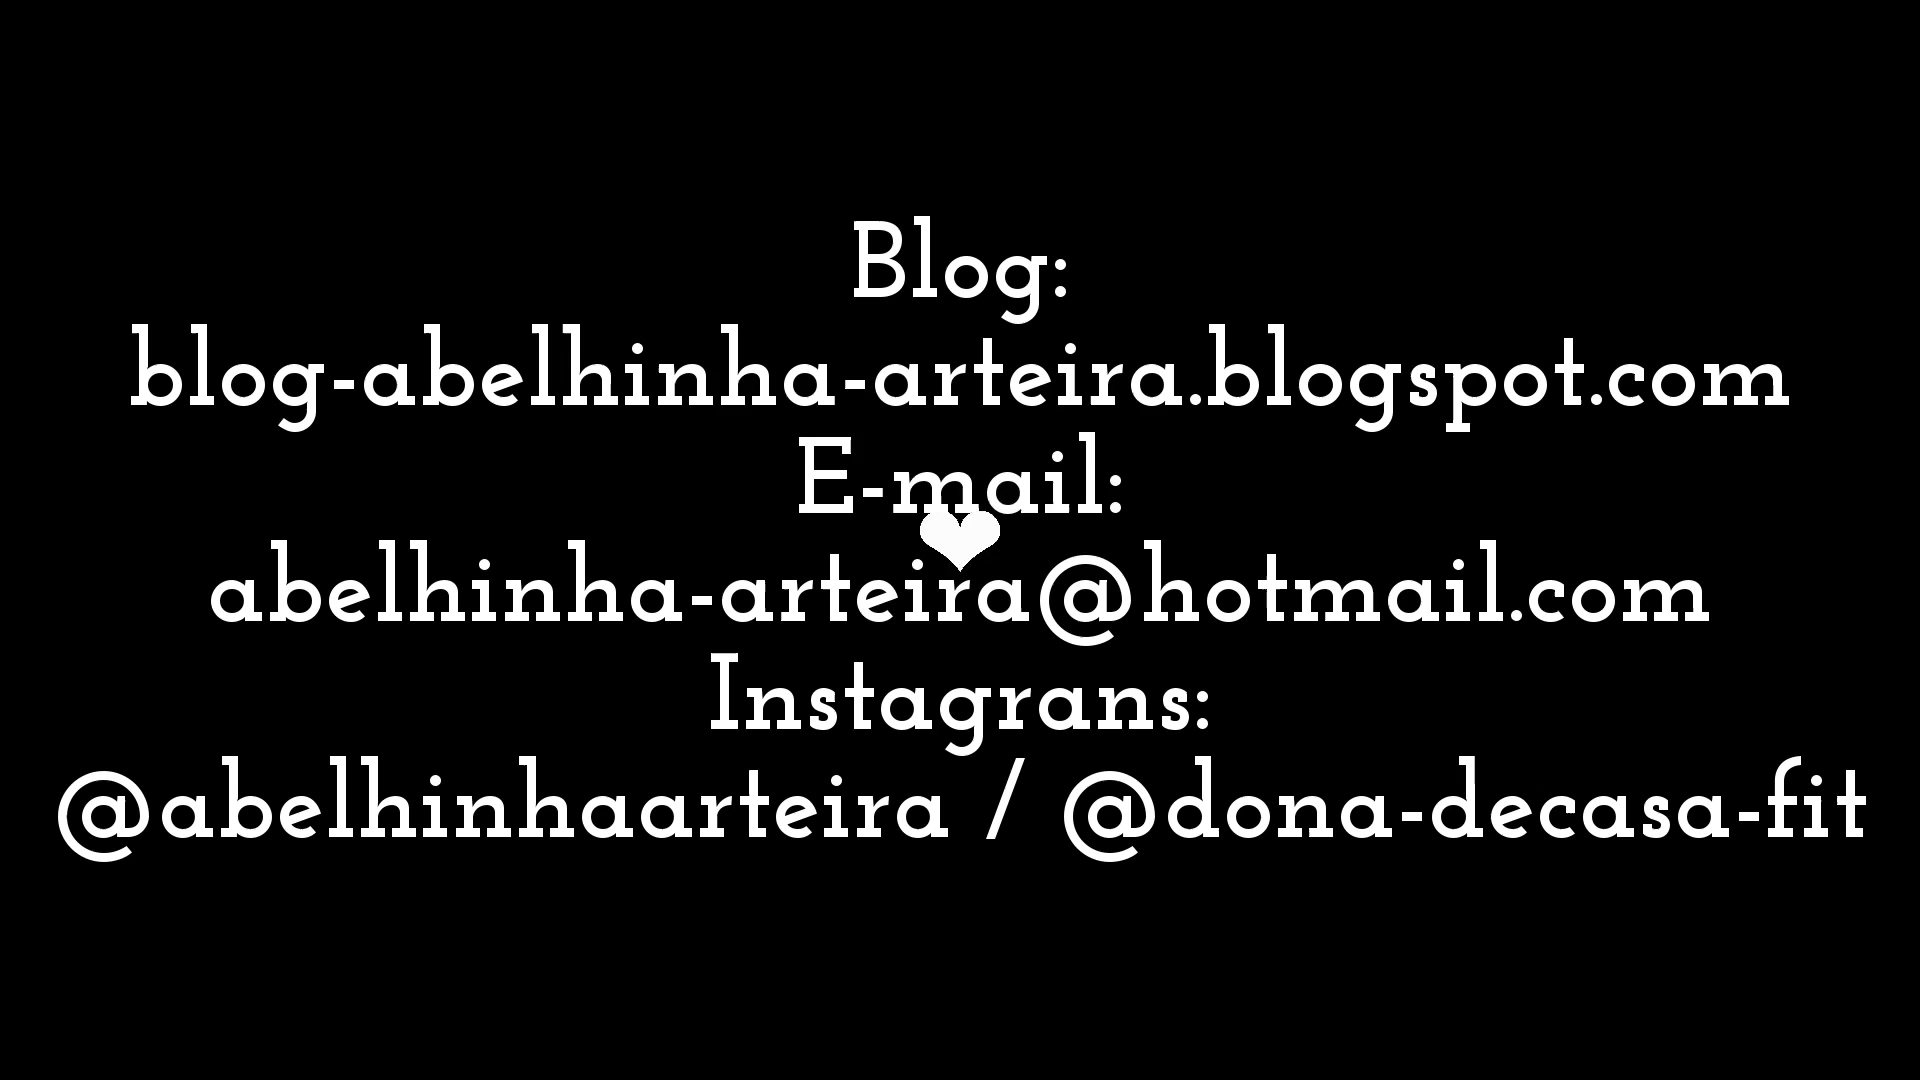 Blog:
blog-abelhinha-arteira.blogspot.com
E-mail:
abelhinha-arteira@hotmail.com
Instagrans:
@abelhinhaarteira / @dona-decasa-fit